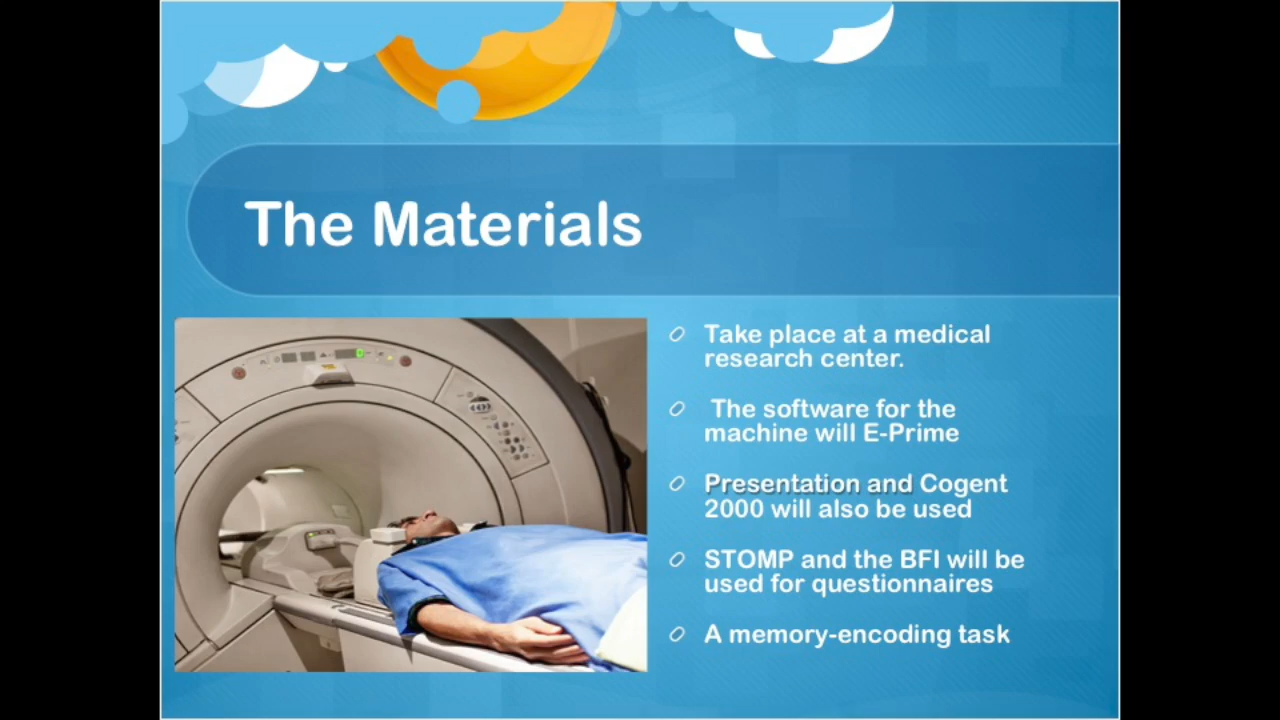 The Materials
Take place at a medical
research center.
The software for the
machine will E-Prime
Presentation and Cogent
2000 will also be used
STOMP and the BFI will be
used for questionnaires
A memory-encoding task